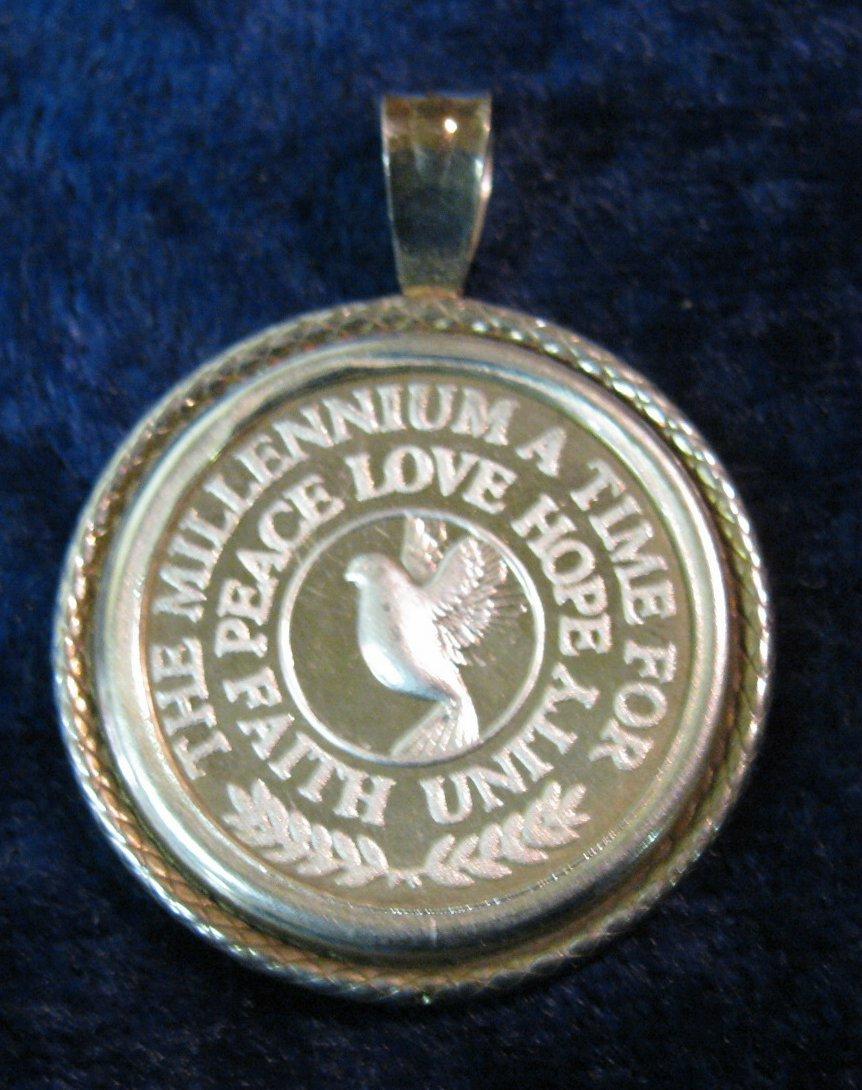 THE MILLENNIUM A TIME FOR
PEACE LOVE HOPE
FAITH UNITY